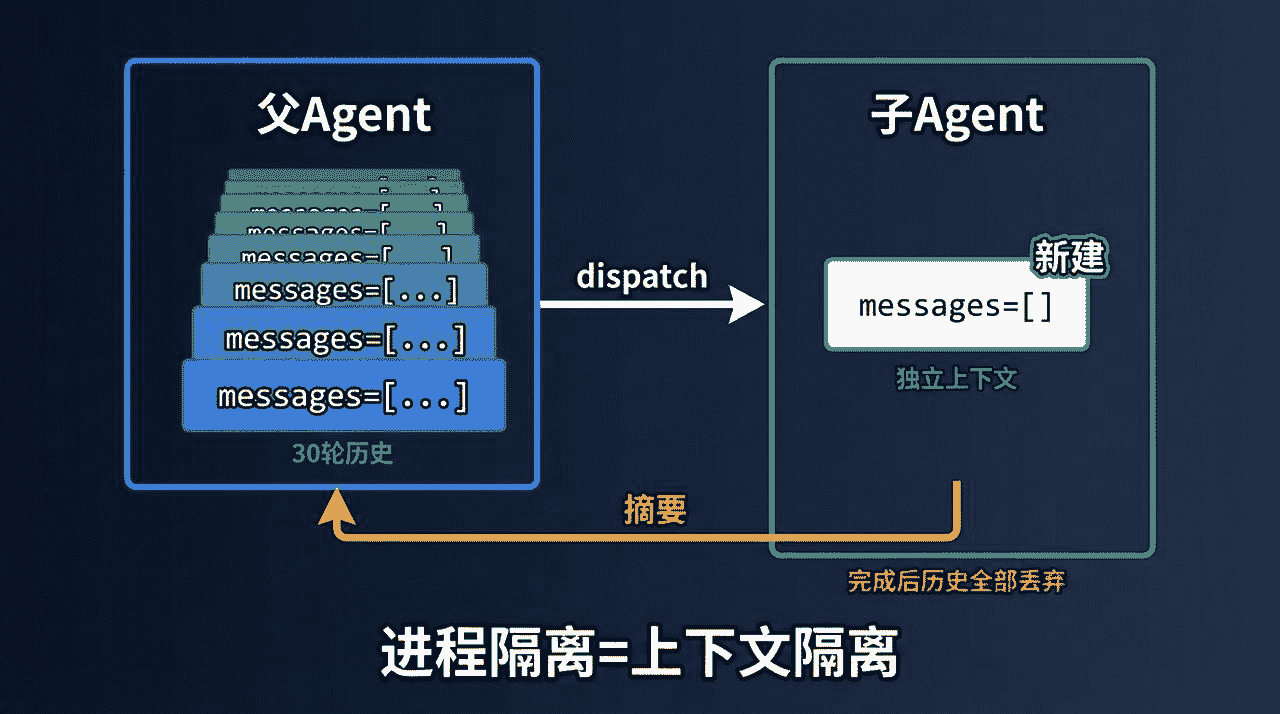 父Agent
messages=[...]
messages=[...]
messages=[...]
messages=[...]
30轮历史
dispatch
子Agent
新建
messages=[]
独立上下文
摘要
完成后历史全部丢弃
进程隔离=上下文隔离